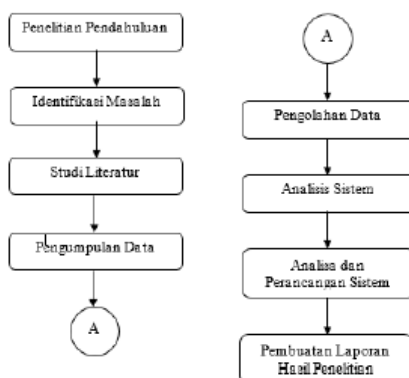 Penelitian Pendahuluan
Identifikasi Masalah
Studi Literatur
Pengumpulan Data
A
A
Pengolahan Data
Analisis Sistem
Analisa dan
Perancangan Sistem
Pembuatan Laporan
Hasil Penelitian